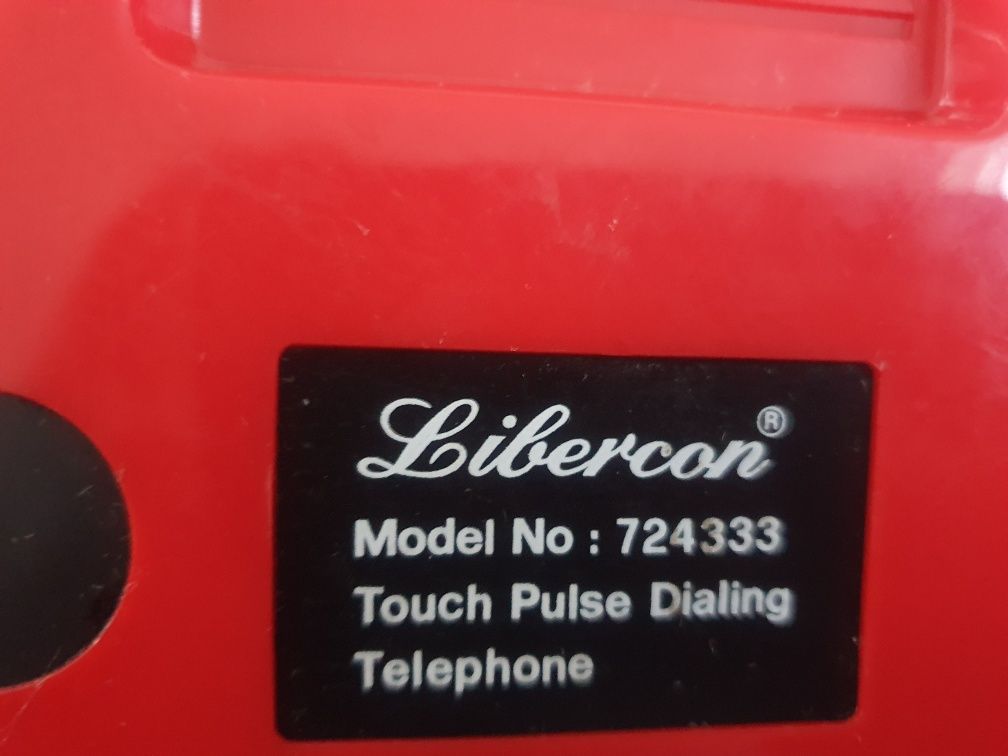 Libercon®
Model No : 724333
Touch Pulse Dialing
Telephone